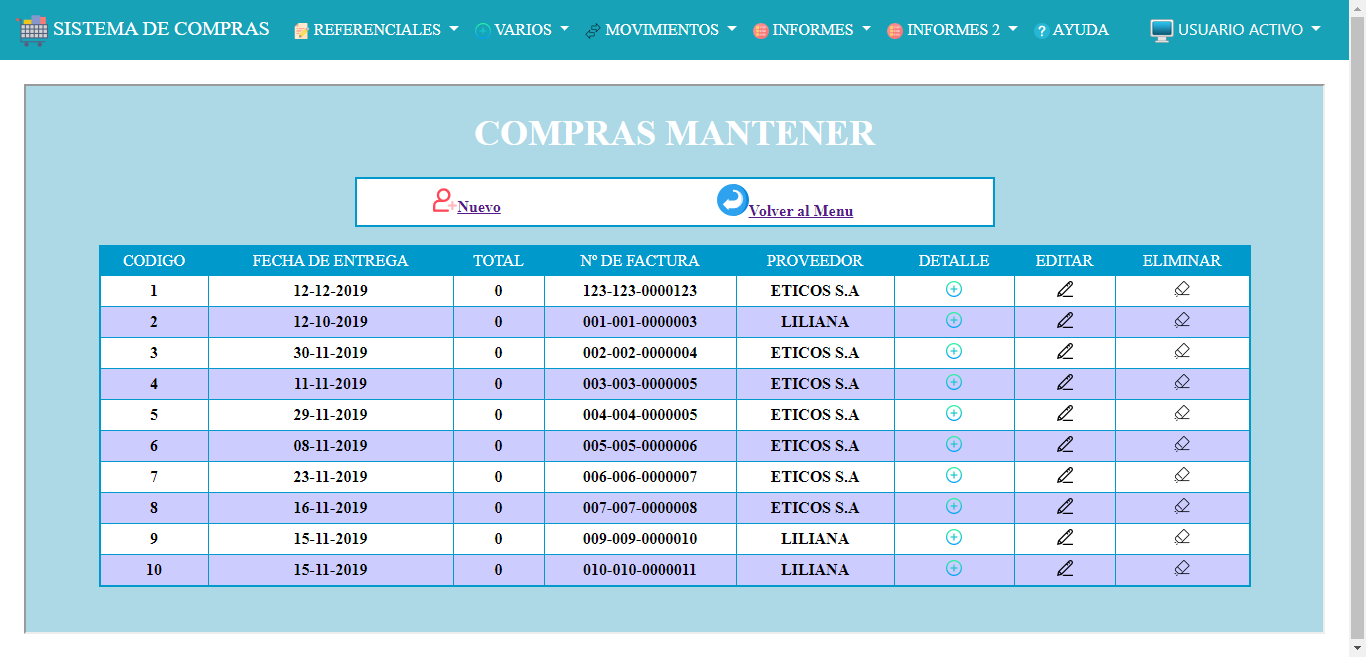 SISTEMA DE COMPRAS REFERENCIALES VARIOS MOVIMIENTOS INFORMES INFORMES 2 ? AYUDA USUARIO ACTIVO
COMPRAS MANTENER
Nuevo Volver al Menu
CODIGO FECHA DE ENTREGA TOTAL Nº DE FACTURA PROVEEDOR DETALLE EDITAR ELIMINAR
1 12-12-2019 0 123-123-0000123 ETICOS S.A
2 12-10-2019 0 001-001-0000003 LILIANA
3 30-11-2019 0 002-002-0000004 ETICOS S.A
4 11-11-2019 0 003-003-0000005 ETICOS S.A
5 29-11-2019 0 004-004-0000005 ETICOS S.A
6 08-11-2019 0 005-005-0000006 ETICOS S.A
7 23-11-2019 0 006-006-0000007 ETICOS S.A
8 16-11-2019 0 007-007-0000008 ETICOS S.A
9 15-11-2019 0 009-009-0000010 LILIANA
10 15-11-2019 0 010-010-0000011 LILIANA